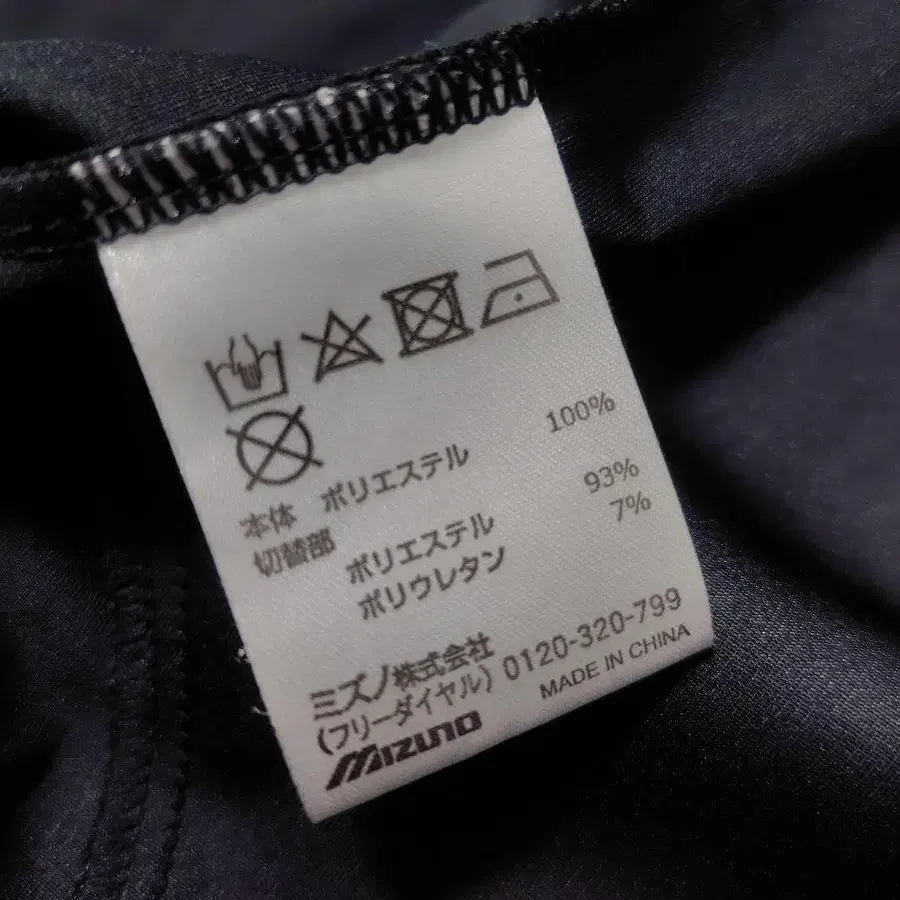 本体 ポリエステル 100%
切替部
ポリエステル 93%
ポリウレタン 7%
ミズノ株式会社
(フリーダイヤル) 0120-320-799
MIZUNO MADE IN CHINA